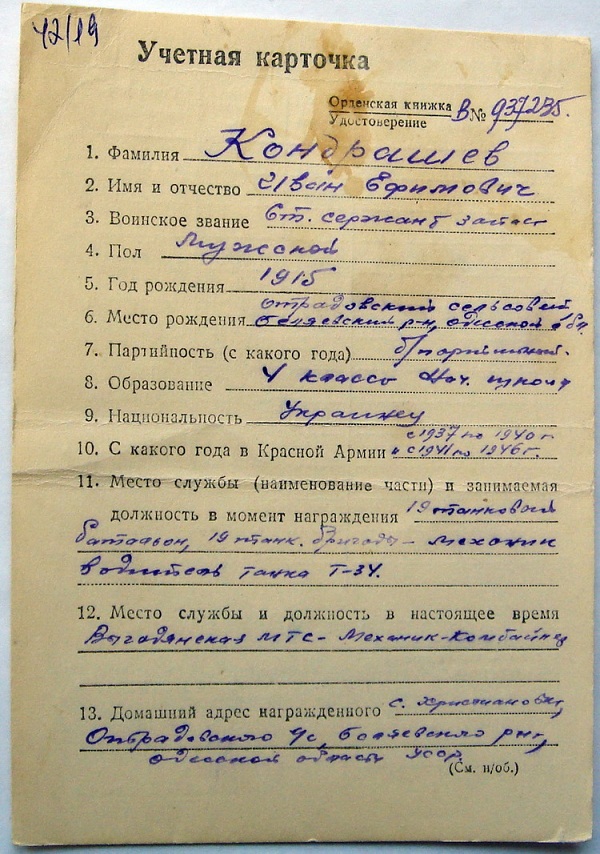 42/19
Учетная карточка
Орденская книжка В№ 937235.
Удостоверение
1. Фамилия Кондрашев
2. Имя и отчество Иван Ефимович
3. Воинское звание Ст. сержант запаса
4. Пол Мужской
5. Год рождения 1915
Отрадовский сельсовет
6. Место рождения Беляевский р-н, Одесской обл.
7. Партийность (с какого года) б/партийный.
8. Образование 4 класса Нач. школы
9. Национальность Украинец
с 1937 по 1940 г
10. С какого года в Красной Армии и с 1941 по 1946 г.
11. Место службы (наименование части) и занимаемая
должность в момент награждения 19 танковый
батальон, 19 танк. бригады – механик
водитель танка Т-34.
12. Место службы и должность в настоящее время
Выгодянская МТС - Механик-Комбайнер
13. Домашний адрес награжденного с. Христиановка,
Отрадовского с/с, р-на,
Одесской области УССР.
(См. н/об.)